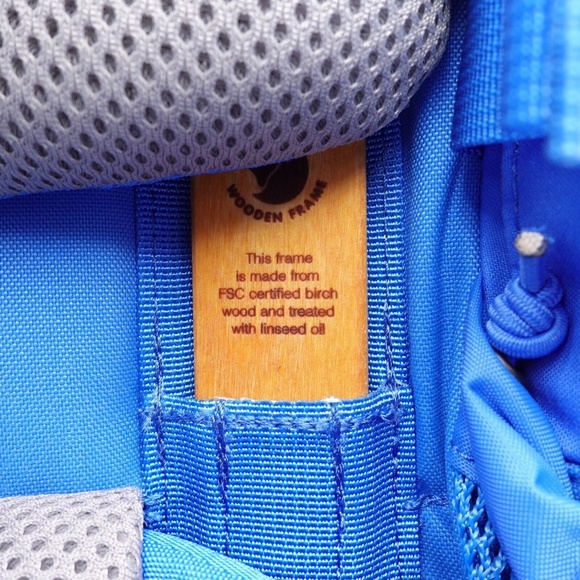 WOODEN FRAME
This frame
is made from
FSC certified birch
wood and treated
with linseed oil